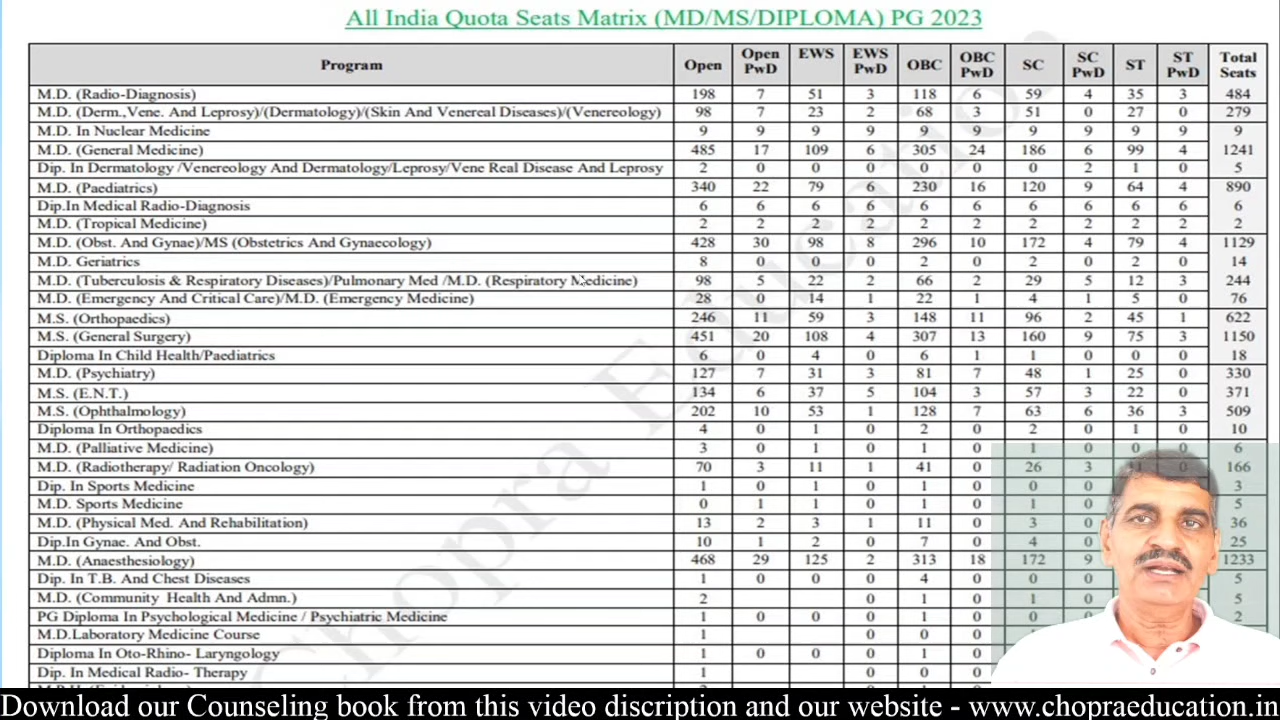 All India Quota Seats Matrix (MD/MS/DIPLOMA) PG 2023
Program Open Open PwD EWS EWS PwD OBC OBC PwD SC SC PwD ST ST PwD Total Seats
M.D. (Radio-Diagnosis) 198 7 51 3 118 6 59 4 35 3 484
M.D. (Derm.,Vene. And Leprosy)/(Dermatology)/(Skin And Venereal Diseases)/(Venereology) 98 7 23 2 68 3 51 0 27 0 279
M.D. In Nuclear Medicine 9 9 9 9 9 9 9 9 9 9 9
M.D. (General Medicine) 485 17 109 6 305 24 186 6 99 4 1241
Dip. In Dermatology /Venereology And Dermatology/Leprosy/Vene Real Disease And Leprosy 2 0 0 0 0 0 0 2 1 0 5
M.D. (Paediatrics) 340 22 79 6 230 16 120 9 64 4 890
Dip.In Medical Radio-Diagnosis 6 6 6 6 6 6 6 6 6 6 6
M.D. (Tropical Medicine) 2 2 2 2 2 2 2 2 2 2 2
M.D. (Obst. And Gynae)/MS (Obstetrics And Gynaecology) 428 30 98 8 296 10 172 4 79 4 1129
M.D. Geriatrics 8 0 0 0 2 0 2 0 2 0 14
M.D. (Tuberculosis & Respiratory Diseases)/Pulmonary Med /M.D. (Respiratory Medicine) 98 5 22 2 66 2 29 5 12 3 244
M.D. (Emergency And Critical Care)/M.D. (Emergency Medicine) 28 0 14 1 22 1 4 1 5 0 76
M.S. (Orthopaedics) 246 11 59 3 148 11 96 2 45 1 622
M.S. (General Surgery) 451 20 108 4 307 13 160 9 75 3 1150
Diploma In Child Health/Paediatrics 6 0 4 0 6 1 1 0 0 0 18
M.D. (Psychiatry) 127 7 31 3 81 7 48 1 25 0 330
M.S. (E.N.T.) 134 6 37 5 104 3 57 3 22 0 371
M.S. (Ophthalmology) 202 10 53 1 128 7 63 6 36 3 509
Diploma In Orthopaedics 4 0 1 0 2 0 2 0 1 0 10
M.D. (Palliative Medicine) 3 0 1 0 1 0 1 0 0 0 6
M.D. (Radiotherapy/ Radiation Oncology) 70 3 11 1 41 0 26 3 0 166
Dip. In Sports Medicine 1 0 1 0 1 0 0 0 3
M.D. Sports Medicine 0 1 1 0 1 0 1 0 5
M.D. (Physical Med. And Rehabilitation) 13 2 3 1 11 0 3 0 36
Dip.In Gynae. And Obst. 10 1 2 0 7 0 4 0 25
M.D. (Anaesthesiology) 468 29 125 2 313 18 172 9 1233
Dip. In T.B. And Chest Diseases 1 0 0 0 4 0 0 0 5
M.D. (Community Health And Admn.) 2 0 1 0 1 5
PG Diploma In Psychological Medicine / Psychiatric Medicine 1 0 0 0 1 0 0 2
M.D.Laboratory Medicine Course 1 0 0 0
Diploma In Oto-Rhino- Laryngology 1 0 0 0 1 0
Dip. In Medical Radio- Therapy 1 0 0 0
Chopra Education
Download our Counseling book from this video discription and our website - www.chopraeducation.in